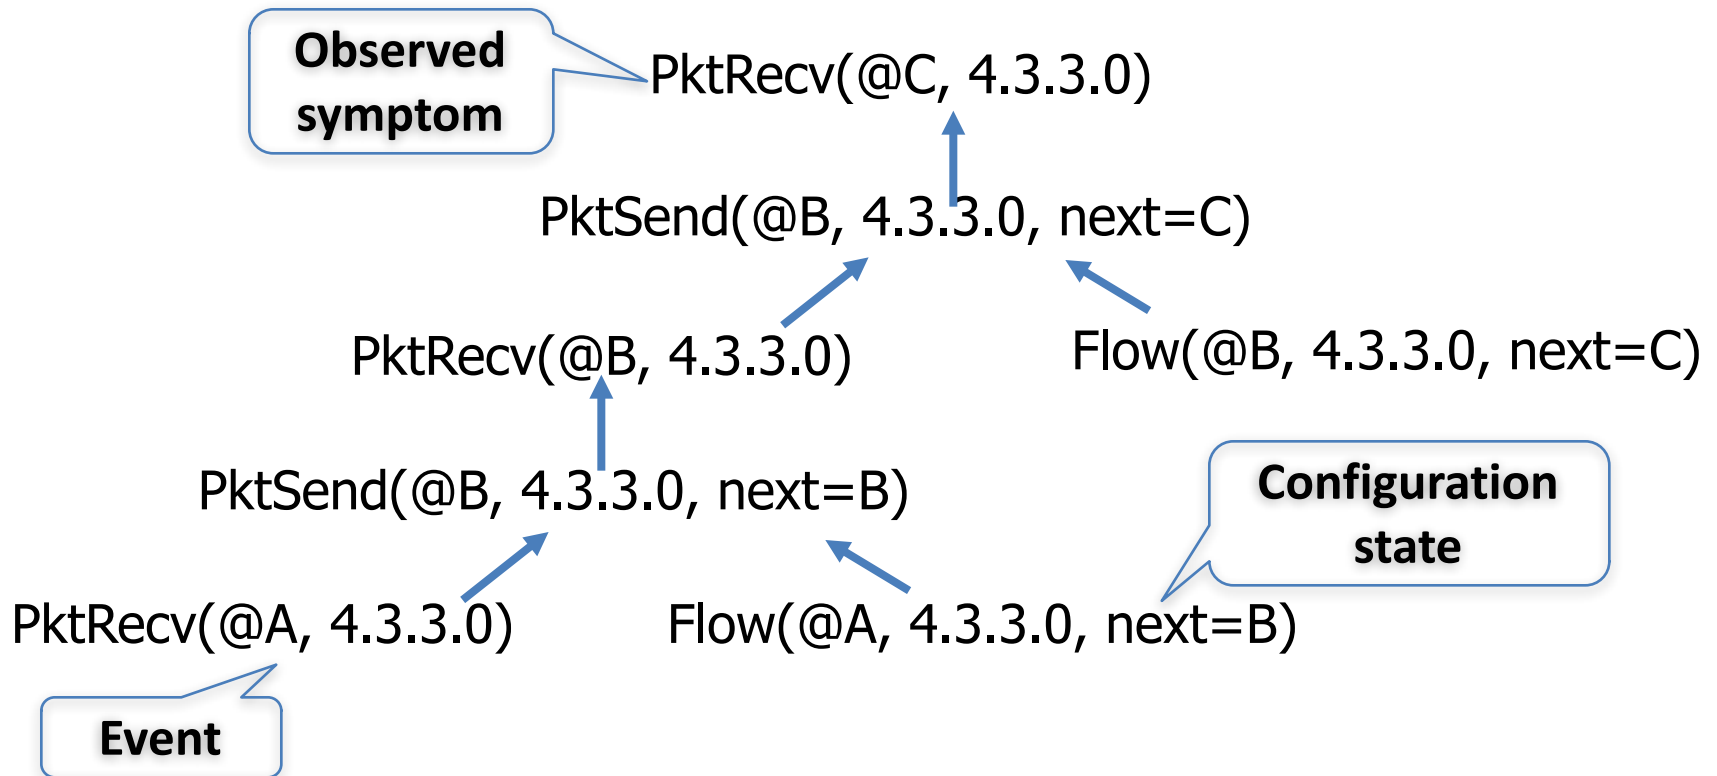 Observed
symptom
PktRecv(@C, 4.3.3.0)
PktSend(@B, 4.3.3.0, next=C)
PktRecv(@B, 4.3.3.0)
Flow(@B, 4.3.3.0, next=C)
PktSend(@B, 4.3.3.0, next=B)
Configuration
state
PktRecv(@A, 4.3.3.0)
Flow(@A, 4.3.3.0, next=B)
Event